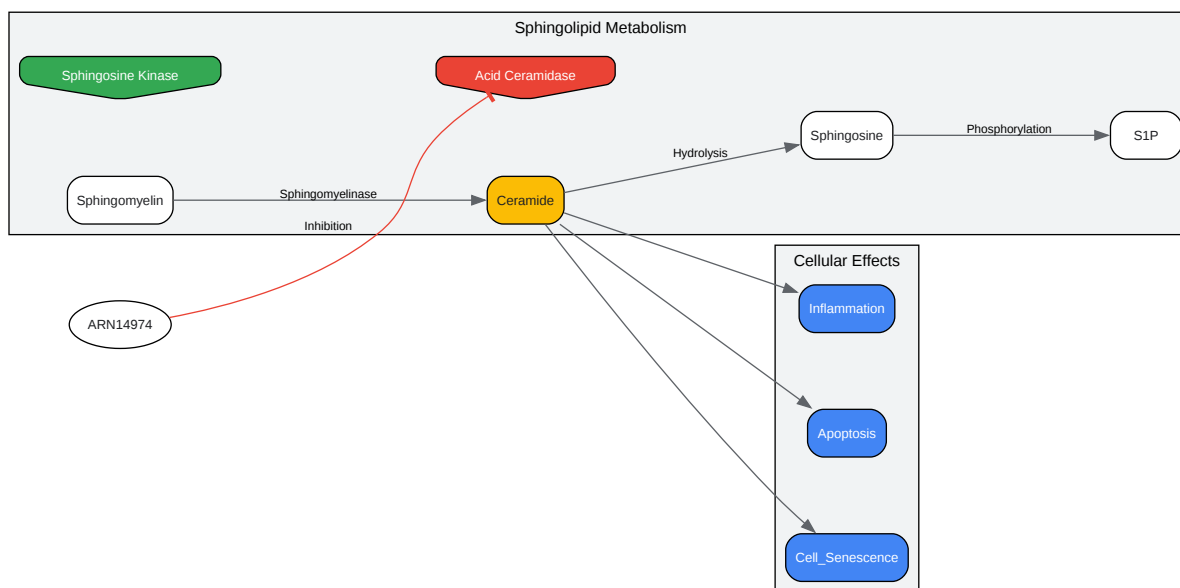 Sphingolipid Metabolism
Sphingosine Kinase
Acid Ceramidase
Sphingosine
Phosphorylation
S1P
Hydrolysis
Sphingomyelin
Sphingomyelinase
Ceramide
Inhibition
Cellular Effects
Inflammation
ARN14974
Apoptosis
Cell_Senescence